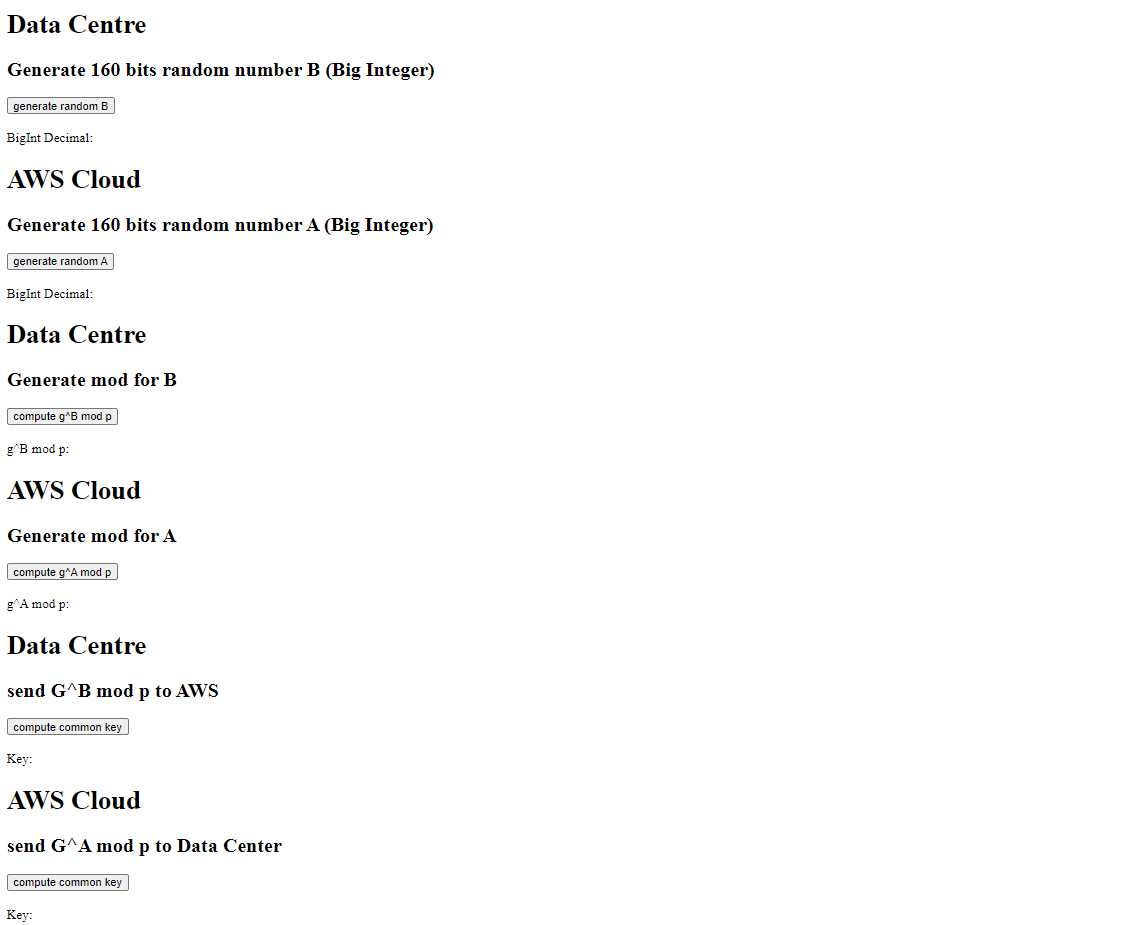 Data Centre
Generate 160 bits random number B (Big Integer)
generate random B
BigInt Decimal:
AWS Cloud
Generate 160 bits random number A (Big Integer)
generate random A
BigInt Decimal:
Data Centre
Generate mod for B
compute g^B mod p
g^B mod p:
AWS Cloud
Generate mod for A
compute g^A mod p
g^A mod p:
Data Centre
send G^B mod p to AWS
compute common key
Key:
AWS Cloud
send G^A mod p to Data Center
compute common key
Key: